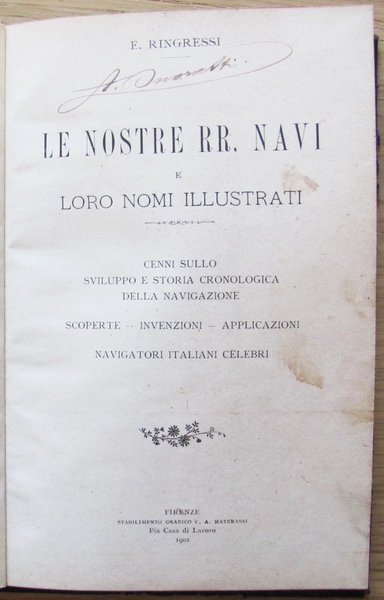 E. RINGRESSI
LE NOSTRE RR. NAVI
E
LORO NOMI ILLUSTRATI
CENNI SULLO
SVILUPPO E STORIA CRONOLOGICA
DELLA NAVIGAZIONE
SCOPERTE — INVENZIONI — APPLICAZIONI
NAVIGATORI ITALIANI CELEBRI
FIRENZE
STABILIMENTO GRAFICO C. A. MATERASSI
Pia Casa di Lavoro